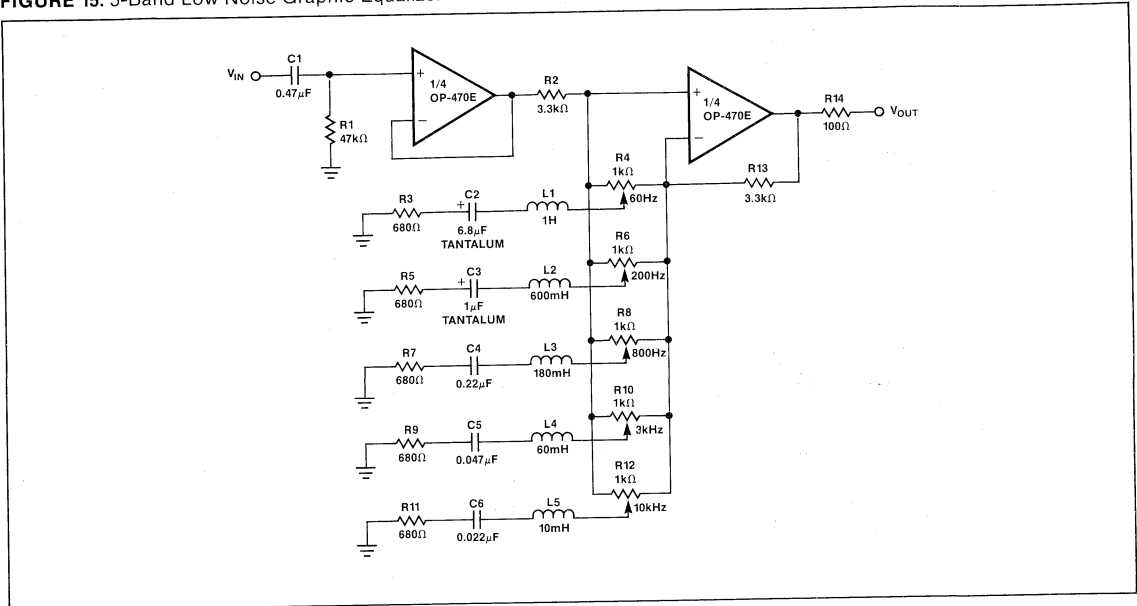 FIGURE 15. 5-Band Low Noise Graphic Equalizer
C1
0.47μF
VIN
R1
47kΩ
+
1/4
OP-470E
−
R2
3.3kΩ
+
1/4
OP-470E
−
R14
100Ω
VOUT
R13
3.3kΩ
R4
1kΩ
60Hz
R3
680Ω
+
C2
6.8μF
TANTALUM
L1
1H
R6
1kΩ
200Hz
R5
680Ω
+
C3
1μF
TANTALUM
L2
600mH
R8
1kΩ
800Hz
R7
680Ω
C4
0.22μF
L3
180mH
R10
1kΩ
3kHz
R9
680Ω
C5
0.047μF
L4
60mH
R12
1kΩ
10kHz
R11
680Ω
C6
0.022μF
L5
10mH